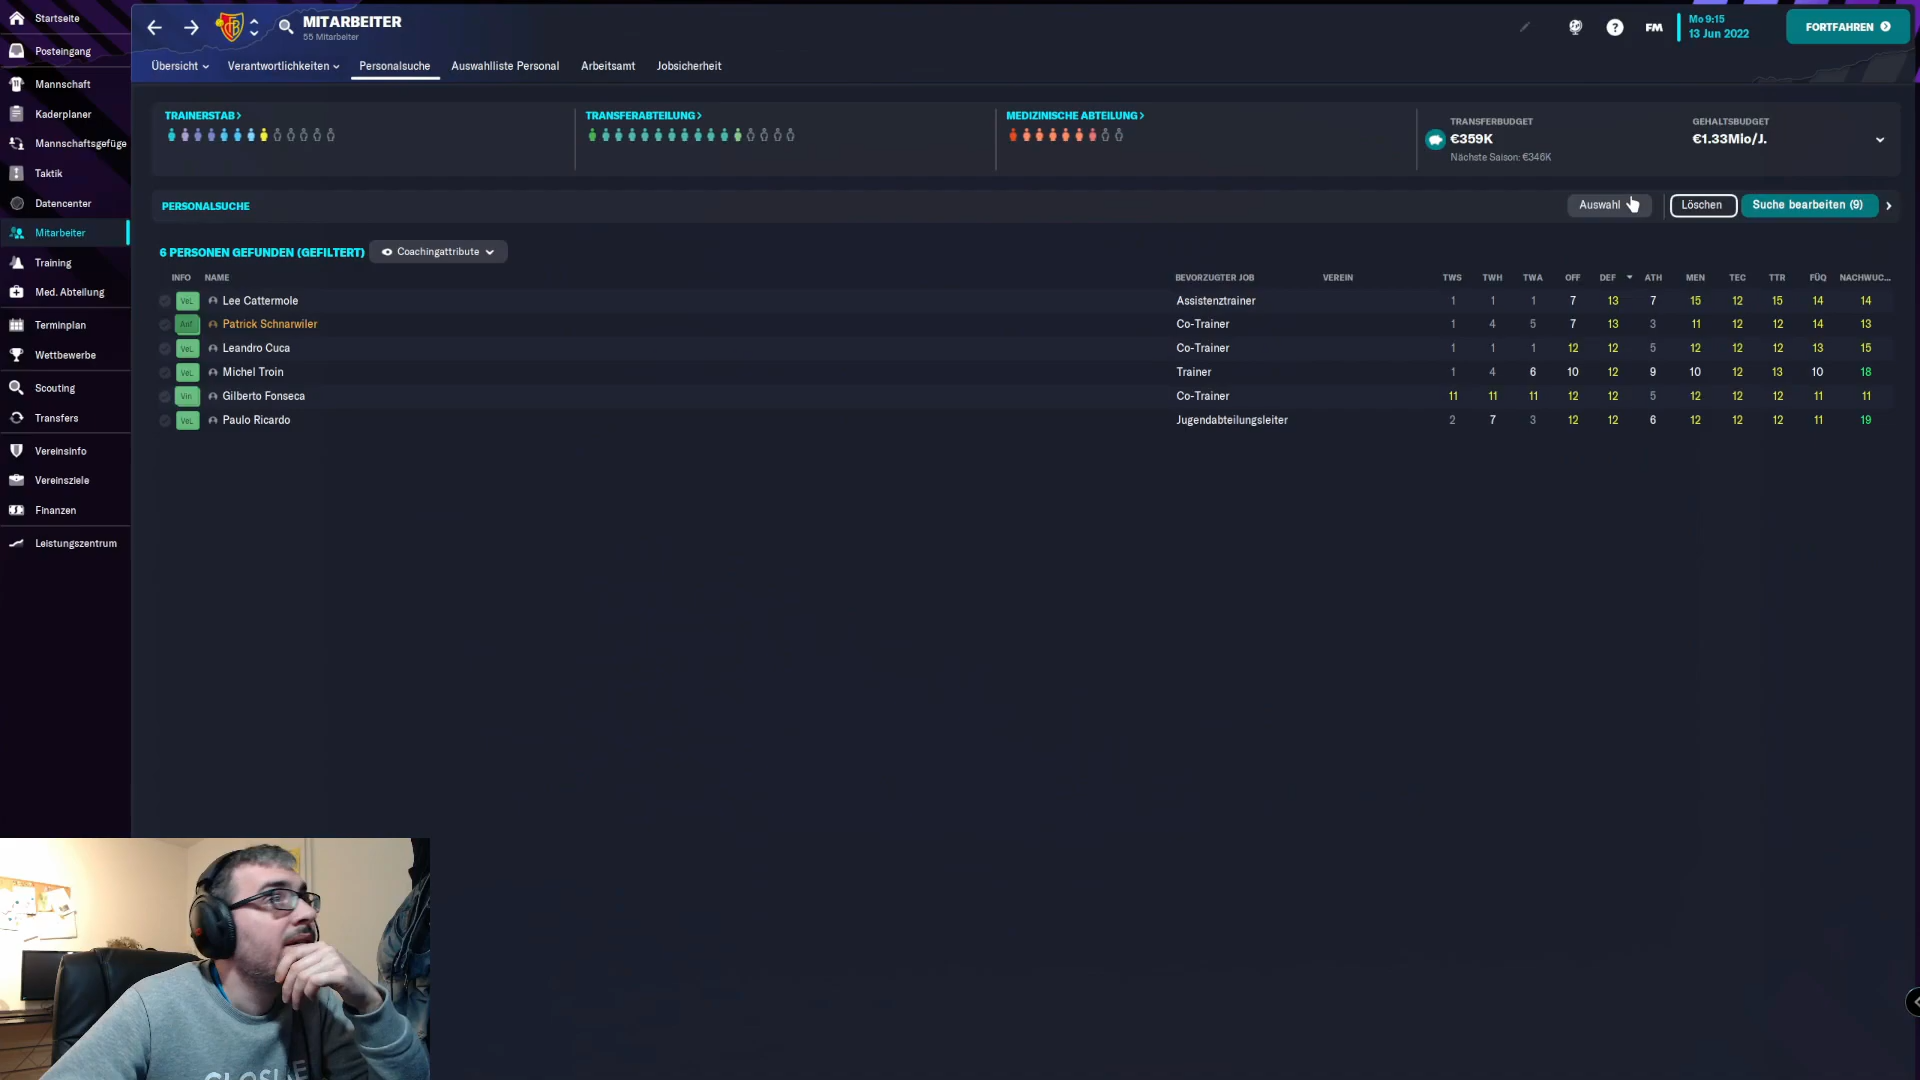 Startseite
Posteingang
Mannschaft
Kaderplaner
Mannschaftsgefüge
Taktik
Datencenter
Mitarbeiter
Training
Med. Abteilung
Terminplan
Wettbewerbe
Scouting
Transfers
Vereinsinfo
Vereinsziele
Finanzen
Leistungszentrum
MITARBEITER
55 Mitarbeiter
FM
Mo 9:15
13 Jun 2022
FORTFAHREN
Übersicht Verantwortlichkeiten Personalsuche Auswahlliste Personal Arbeitsamt Jobsicherheit
TRAINERSTAB
TRANSFERABTEILUNG
MEDIZINISCHE ABTEILUNG
TRANSFERBUDGET
€359K
Nächste Saison: €346K
GEHALTSBUDGET
€1.33Mio/J.
PERSONALSUCHE
Auswahl Löschen Suche bearbeiten (9)
6 PERSONEN GEFUNDEN (GEFILTERT) Coachingattribute
INFO NAME BEVORZUGTER JOB VEREIN TWS TWH TWA OFF DEF ATH MEN TEC TTR FÜQ NACHWUC...
VeL Lee Cattermole Assistenztrainer 1 1 1 7 13 7 15 12 15 14 14
Anf Patrick Schnarwiler Co-Trainer 1 4 5 7 13 3 11 12 12 14 13
VeL Leandro Cuca Co-Trainer 1 1 1 12 12 5 12 12 12 13 15
VeL Michel Troin Trainer 1 4 6 10 12 9 10 12 13 10 18
Vin Gilberto Fonseca Co-Trainer 11 11 11 12 12 5 12 12 12 11 11
VeL Paulo Ricardo Jugendabteilungsleiter 2 7 3 12 12 6 12 12 12 11 19